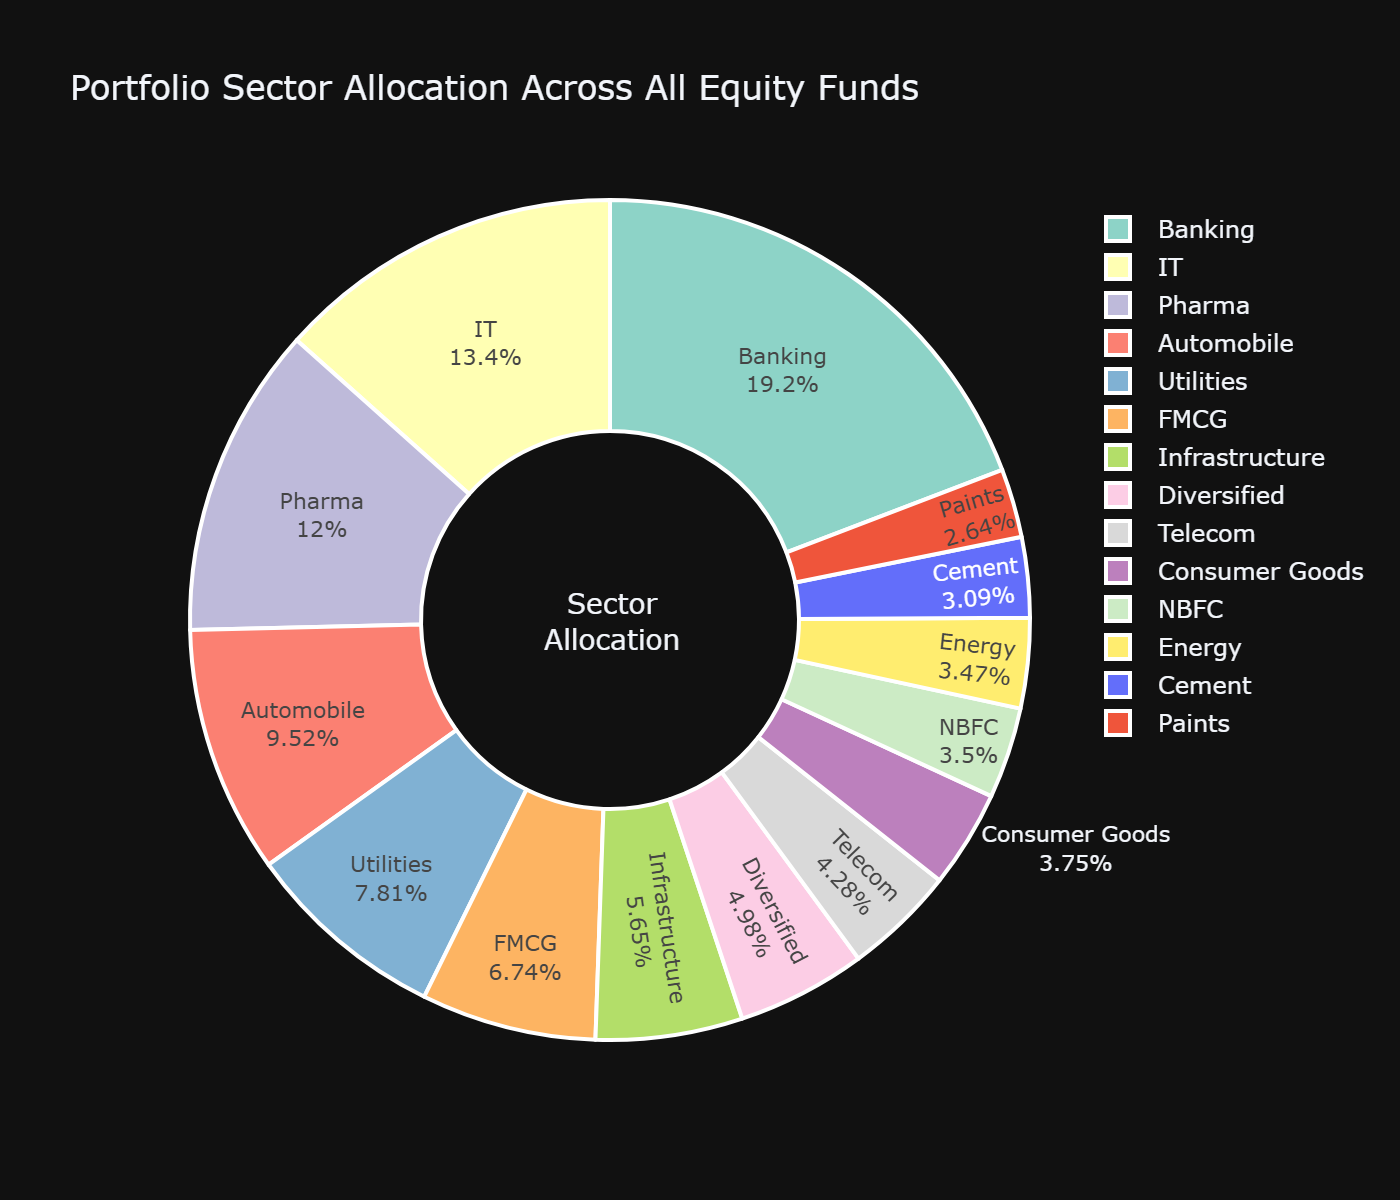 Portfolio Sector Allocation Across All Equity Funds
IT
13.4%
Banking
19.2%
Pharma
12%
Paints
2.64%
Cement
3.09%
Sector
Allocation
Energy
3.47%
Automobile
9.52%
NBFC
3.5%
Consumer Goods
3.75%
Utilities
7.81%
Telecom
4.28%
Diversified
4.98%
Infrastructure
5.65%
FMCG
6.74%
Banking
IT
Pharma
Automobile
Utilities
FMCG
Infrastructure
Diversified
Telecom
Consumer Goods
NBFC
Energy
Cement
Paints